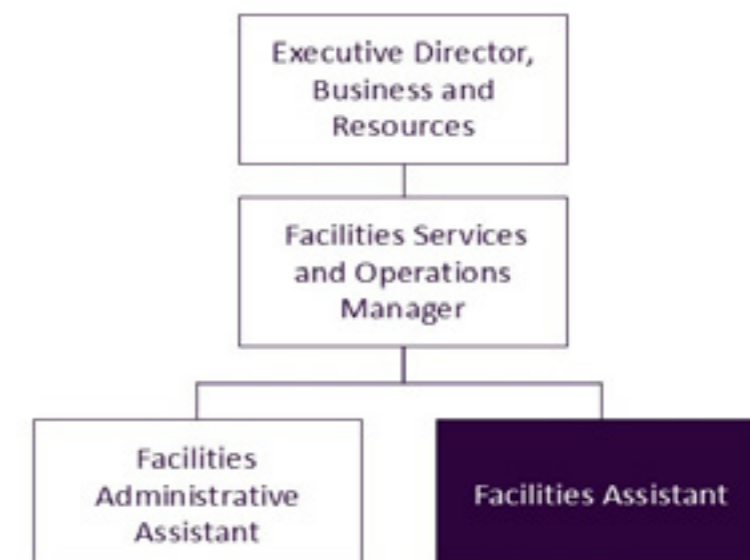 Executive Director,
Business and
Resources
Facilities Services
and Operations
Manager
Facilities
Administrative
Assistant
Facilities Assistant